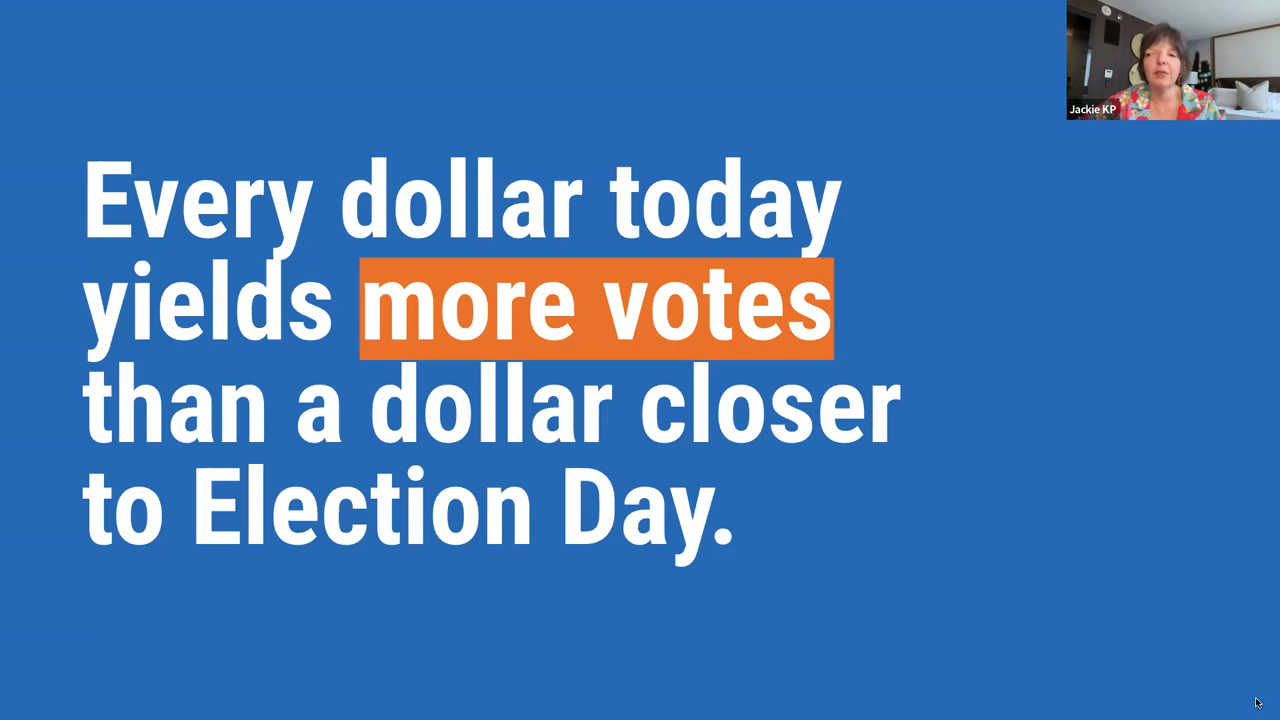 Jackie KP
Every dollar today
yields more votes
than a dollar closer
to Election Day.